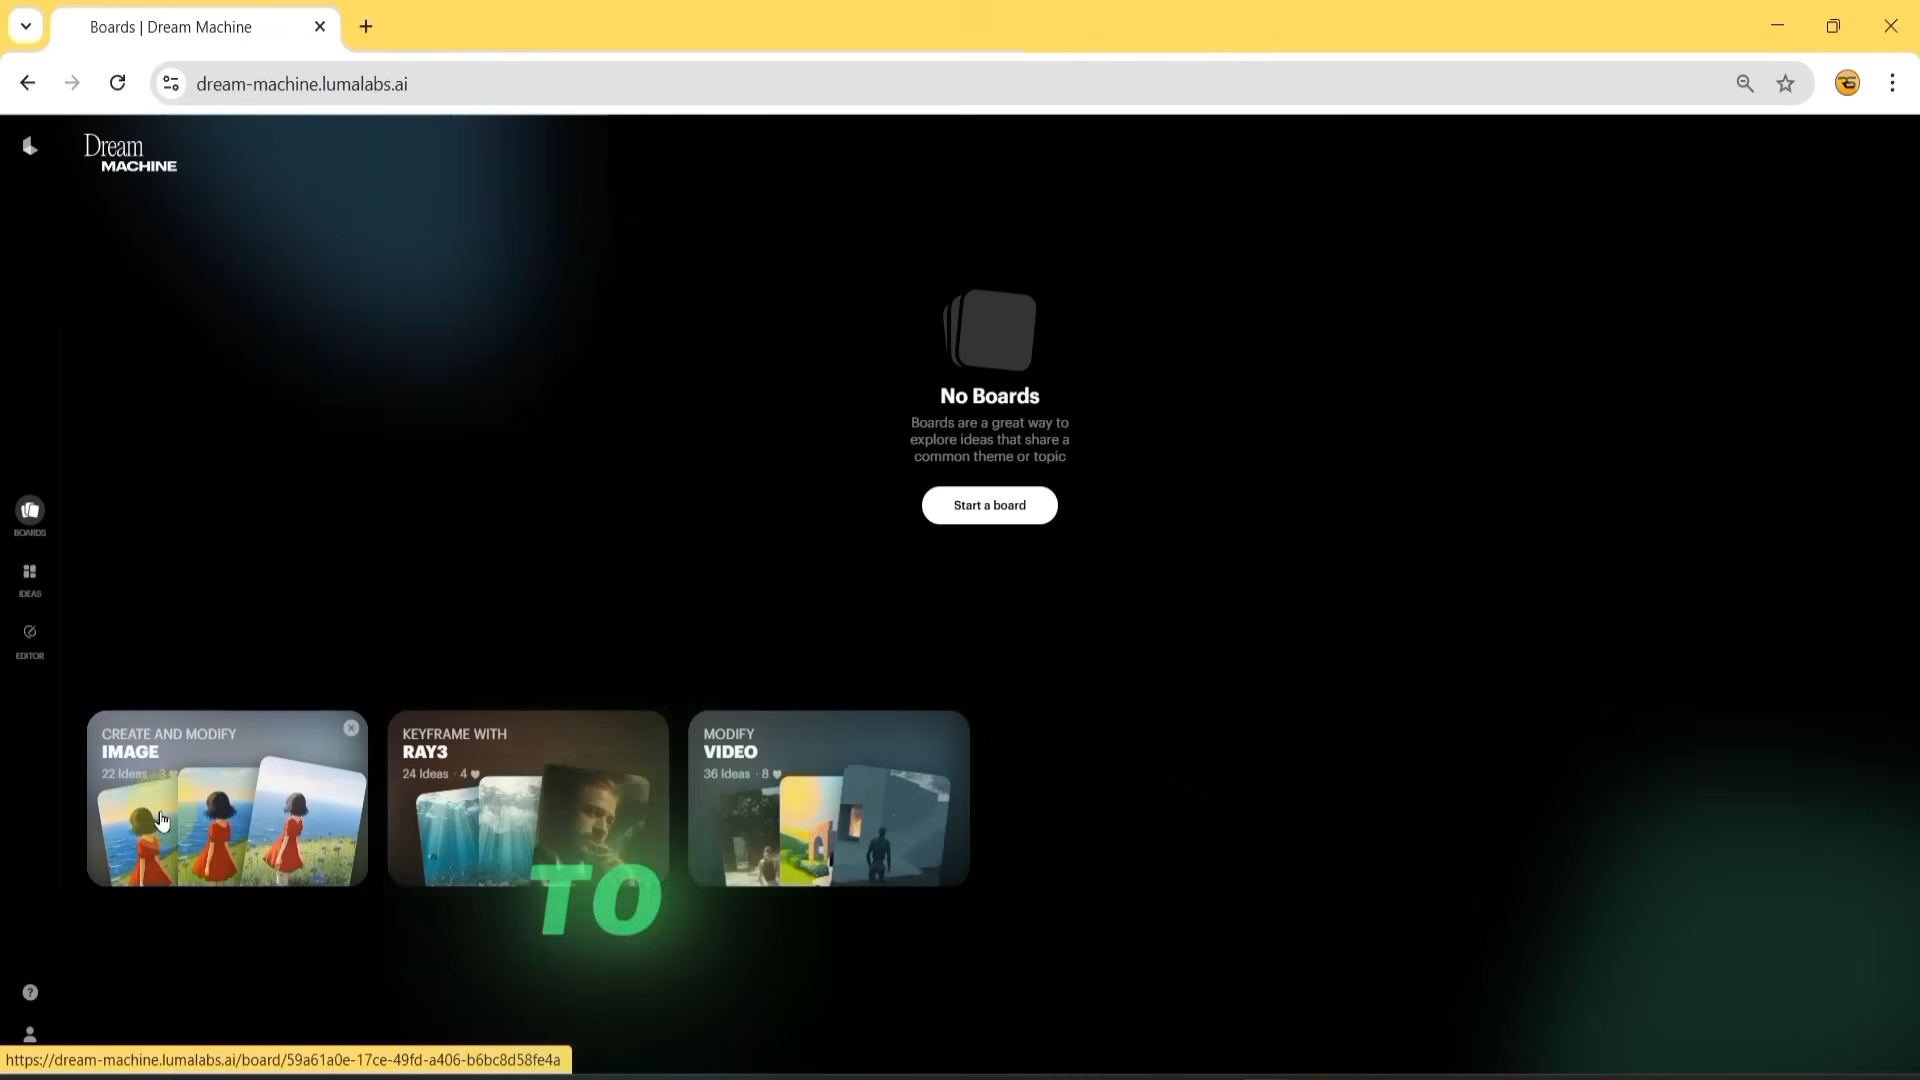 Boards | Dream Machine
dream-machine.lumalabs.ai
Dream
MACHINE
No Boards
Boards are a great way to
explore ideas that share a
common theme or topic
Start a board
BOARDS
IDEAS
EDITOR
CREATE AND MODIFY
IMAGE
22 Ideas · 3
KEYFRAME WITH
RAY3
24 Ideas · 4
MODIFY
VIDEO
36 Ideas · 8
TO
https://dream-machine.lumalabs.ai/board/59a61a0e-17ce-49fd-a406-b6bc8d58fe4a